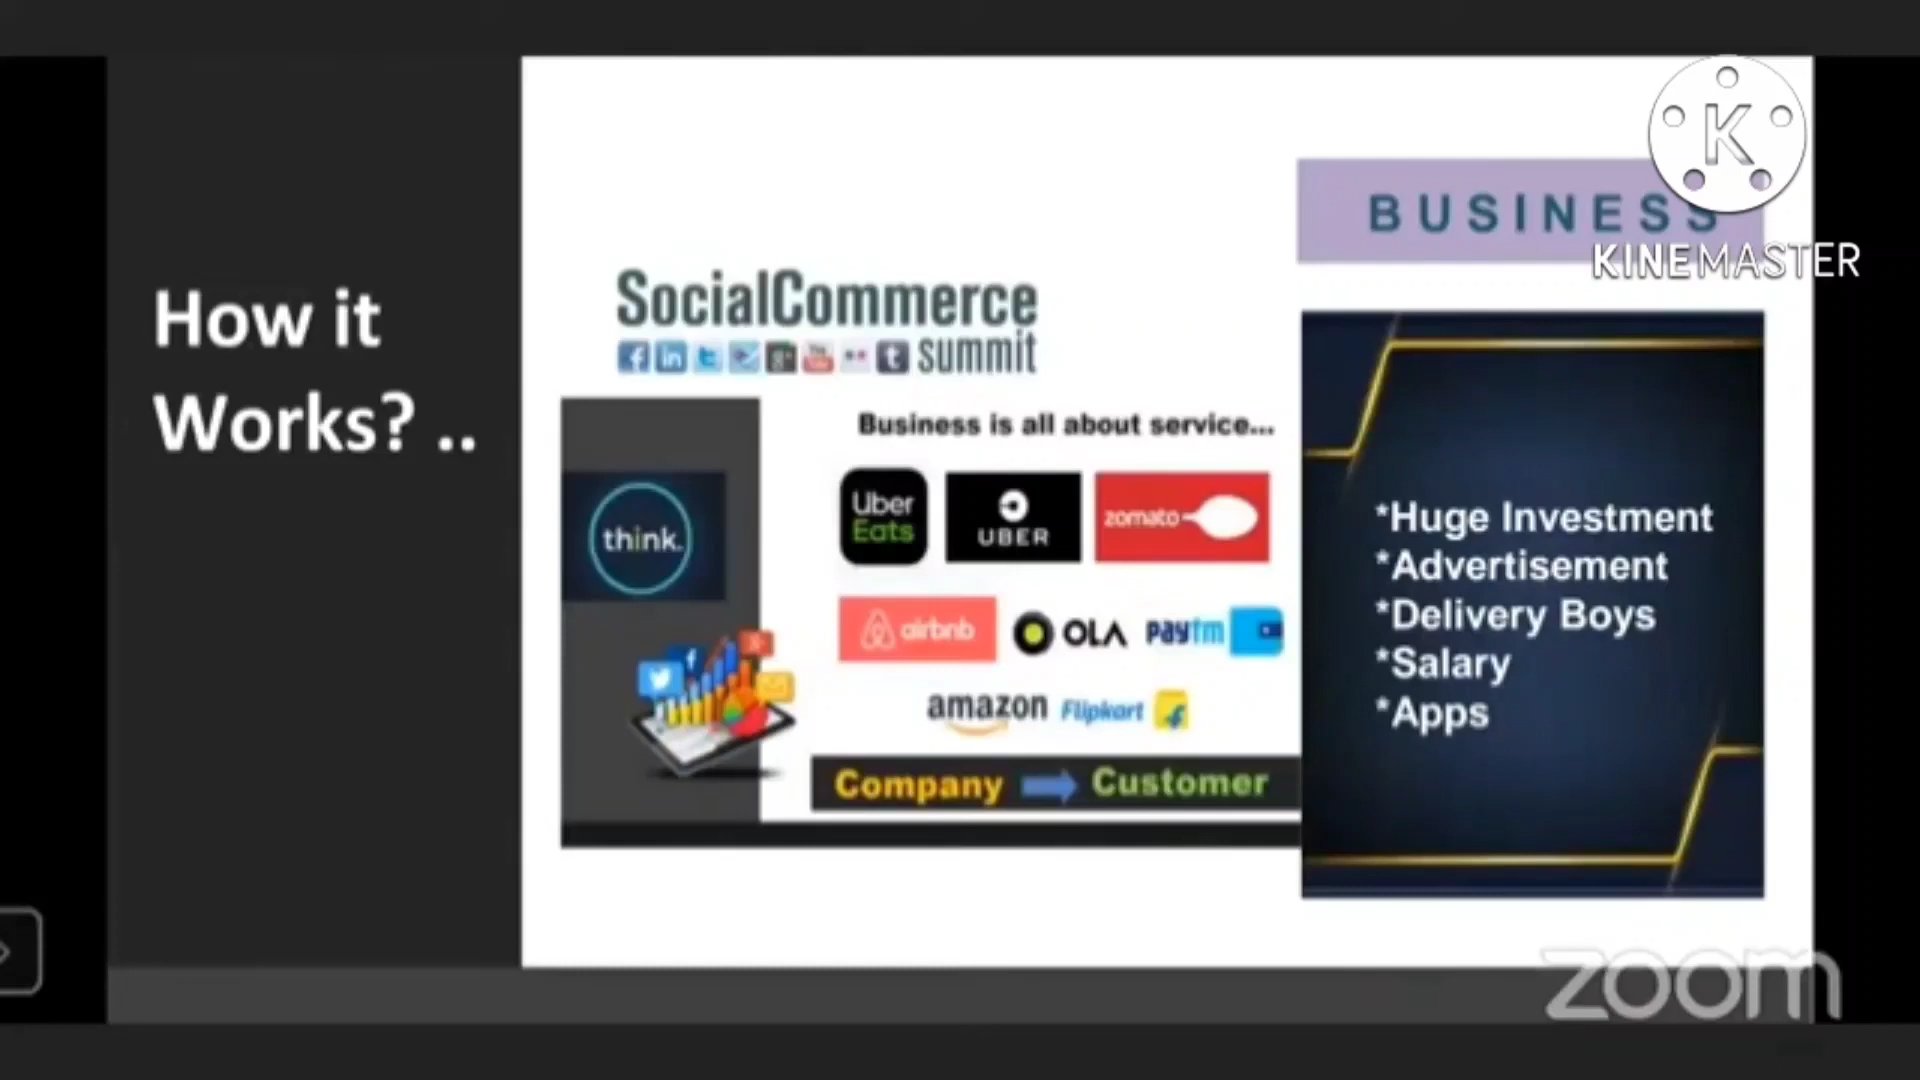 How it
Works? ..
SocialCommerce
summit
Business is all about service...
think.
Uber
Eats
UBER
zomato
airbnb
OLA
paytm
amazon
Flipkart
Company
Customer
BUSINESS
*Huge Investment
*Advertisement
*Delivery Boys
*Salary
*Apps
K
KINEMASTER
zoom